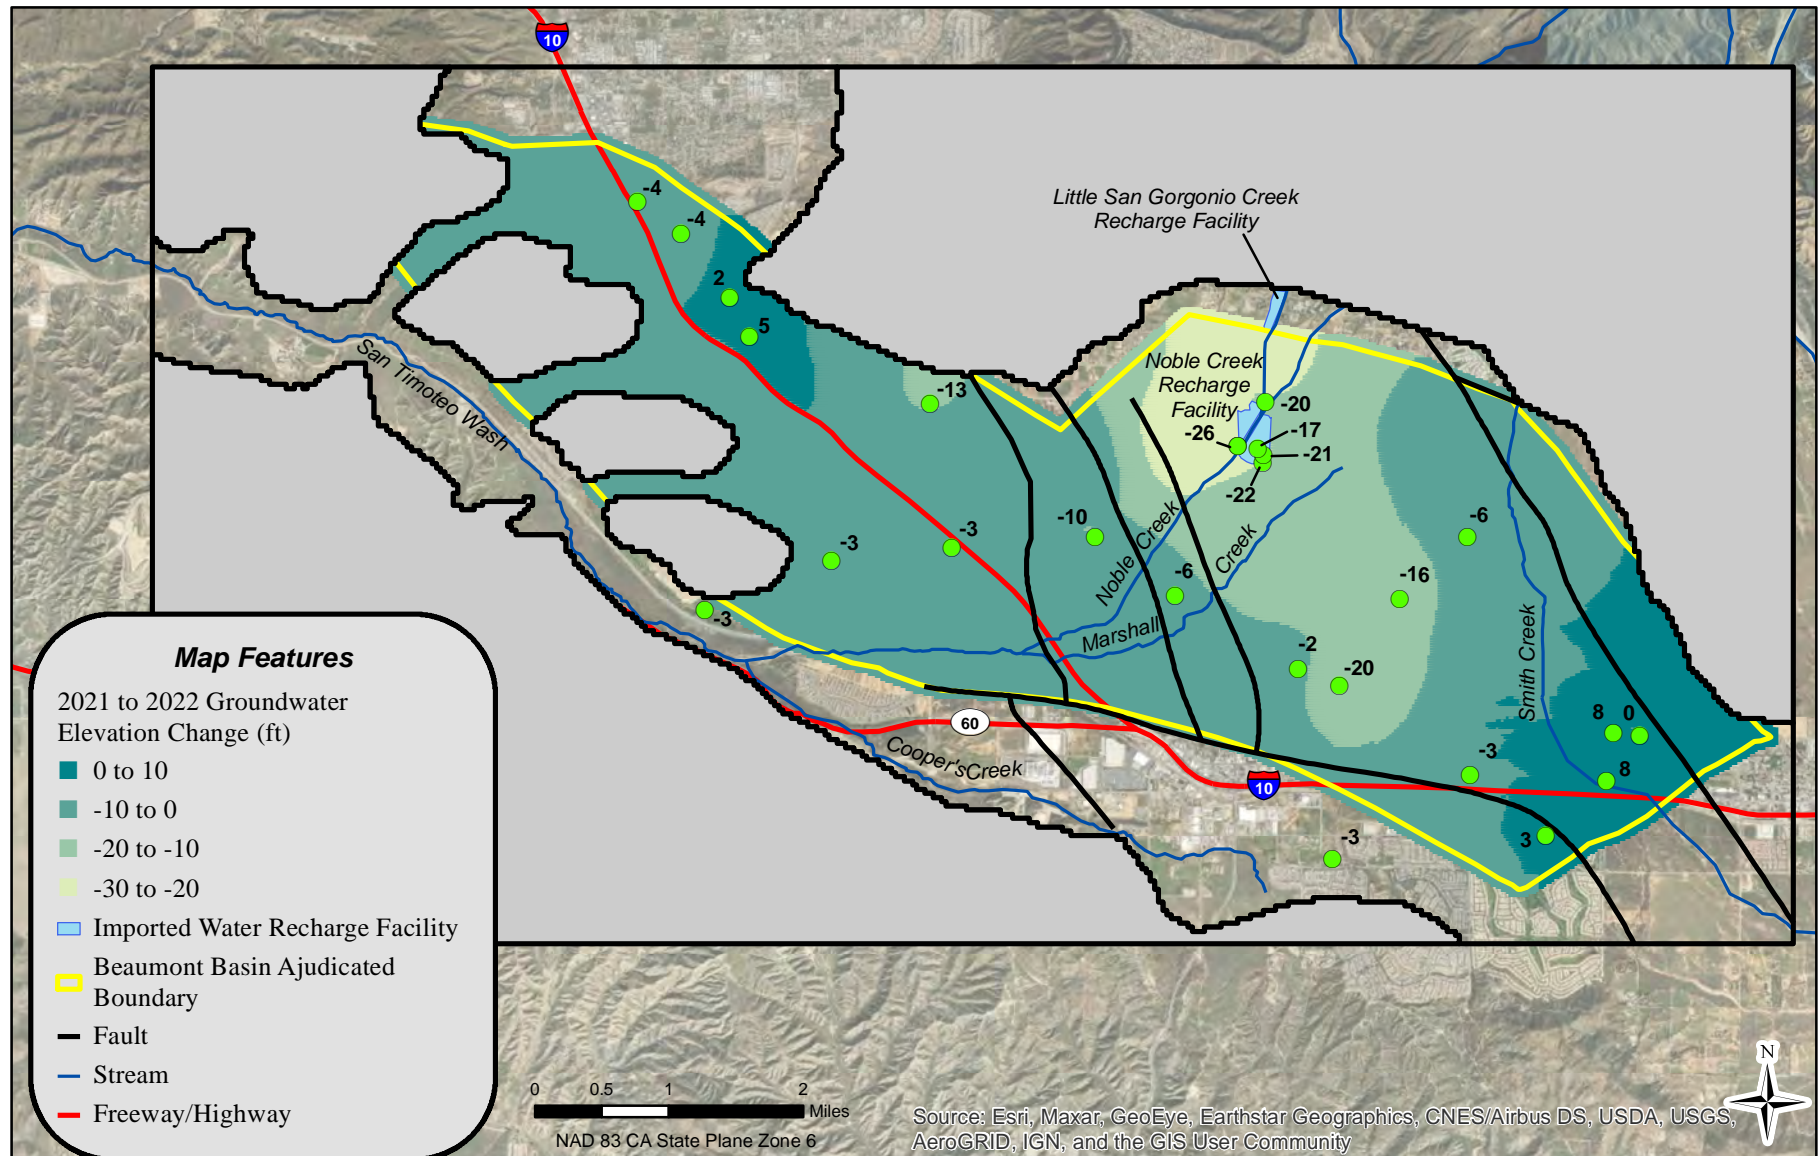 10
Little San Gorgonio Creek
Recharge Facility
-4
-4
2
5
-13
Noble Creek
Recharge
Facility
-20
-26
-17
-21
-22
San Timoteo Wash
-10
-3
-3
-3
-6
Noble Creek
Creek
Marshall
-6
-16
-2
-20
Smith Creek
8
0
8
-3
3
-3
60
Cooper'sCreek
10
Map Features
2021 to 2022 Groundwater
Elevation Change (ft)
0 to 10
-10 to 0
-20 to -10
-30 to -20
Imported Water Recharge Facility
Beaumont Basin Ajudicated
Boundary
Fault
Stream
Freeway/Highway
0 0.5 1 2
Miles
NAD 83 CA State Plane Zone 6
Source: Esri, Maxar, GeoEye, Earthstar Geographics, CNES/Airbus DS, USDA, USGS,
AeroGRID, IGN, and the GIS User Community
N